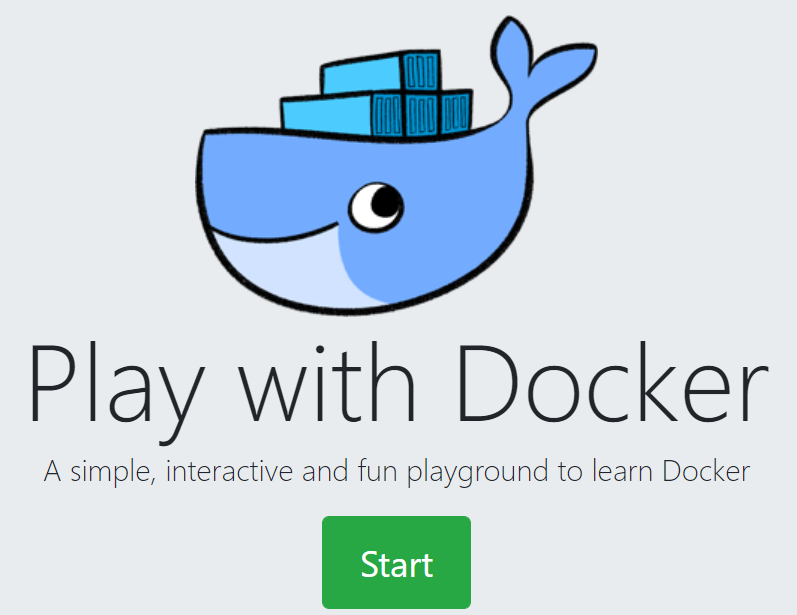 Play with Docker
A simple, interactive and fun playground to learn Docker
Start